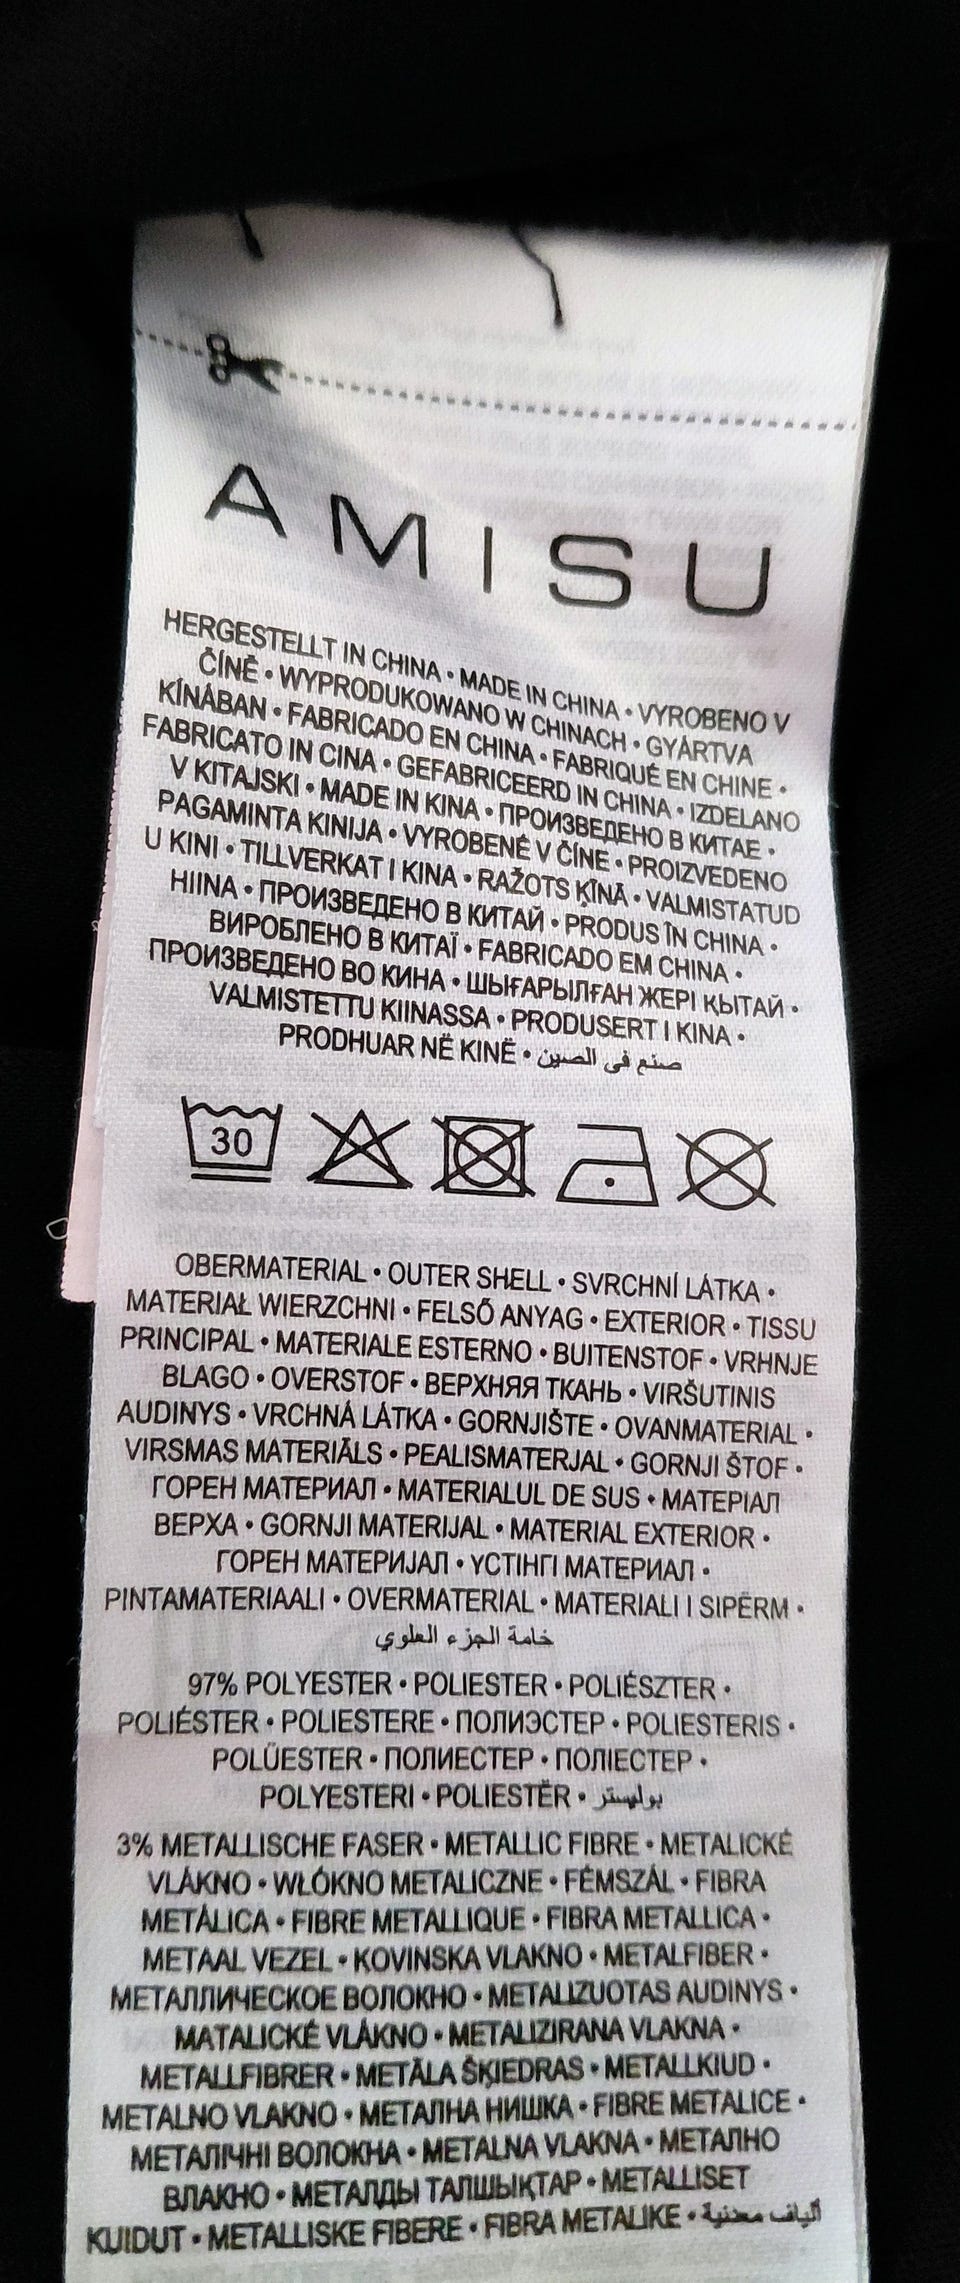 AMISU
HERGESTELLT IN CHINA • MADE IN CHINA • VYROBENO V
ČÍNĚ • WYPRODUKOWANO W CHINACH • GYÁRTVA
KÍNÁBAN • FABRICADO EN CHINA • FABRIQUÉ EN CHINE •
FABRICATO IN CINA • GEFABRICEERD IN CHINA • IZDELANO
V KITAJSKI • MADE IN KINA • ПРОИЗВЕДЕНО В КИТАЕ •
PAGAMINTA KINIJA • VYROBENÉ V ČÍNE • PROIZVEDENO
U KINI • TILLVERKAT I KINA • RAŽOTS ĶĪNĀ • VALMISTATUD
HIINA • ПРОИЗВЕДЕНО В КИТАЙ • PRODUS ÎN CHINA •
ВИРОБЛЕНО В КИТАЇ • FABRICADO EM CHINA •
ПРОИЗВЕДЕНО ВО КИНА • ШЫҒАРЫЛҒАН ЖЕРІ ҚЫТАЙ •
VALMISTETTU KIINASSA • PRODUSERT I KINA •
PRODHUAR NË KINË • صنع في الصين
30
OBERMATERIAL • OUTER SHELL • SVRCHNÍ LÁTKA •
MATERIAŁ WIERZCHNI • FELSŐ ANYAG • EXTERIOR • TISSU
PRINCIPAL • MATERIALE ESTERNO • BUITENSTOF • VRHNJE
BLAGO • OVERSTOF • ВЕРХНЯЯ ТКАНЬ • VIRŠUTINIS
AUDINYS • VRCHNÁ LÁTKA • GORNJIŠTE • OVANMATERIAL •
VIRSMAS MATERIĀLS • PEALISMATERJAL • GORNJI ŠTOF •
ГОРЕН МАТЕРИАЛ • MATERIALUL DE SUS • МАТЕРІАЛ
ВЕРХА • GORNJI MATERIJAL • MATERIAL EXTERIOR •
ГОРЕН МАТЕРИЈАЛ • ҮСТІНГІ МАТЕРИАЛ •
PINTAMATERIAALI • OVERMATERIAL • MATERIALI I SIPËRM •
خامة الجزء العلوي
97% POLYESTER • POLIESTER • POLIÉSZTER •
POLIÉSTER • POLIESTERE • ПОЛИЭСТЕР • POLIESTERIS •
POLÜESTER • ПОЛИЕСТЕР • ПОЛІЕСТЕР •
POLYESTERI • POLIESTËR • بوليستر
3% METALLISCHE FASER • METALLIC FIBRE • METALICKÉ
VLÁKNO • WŁÓKNO METALICZNE • FÉMSZÁL • FIBRA
METÁLICA • FIBRE METALLIQUE • FIBRA METALLICA •
METAAL VEZEL • KOVINSKA VLAKNO • METALFIBER •
МЕТАЛЛИЧЕСКОЕ ВОЛОКНО • METALIZUOTAS AUDINYS •
MATALICKÉ VLÁKNO • METALIZIRANA VLAKNA •
METALLFIBRER • METĀLA ŠĶIEDRAS • METALLKIUD •
METALNO VLAKNO • МЕТАЛНА НИШКА • FIBRE METALICE •
МЕТАЛІЧНІ ВОЛОКНА • METALNA VLAKNA • МЕТАЛНО
ВЛАКНО • МЕТАЛДЫ ТАЛШЫҚТАР • METALLISET
KUIDUT • METALLISKE FIBERE • FIBRA METALIKE • ألياف معدنية